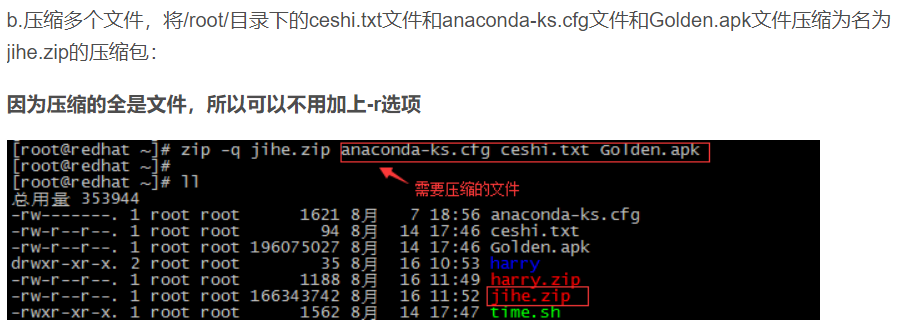 b.压缩多个文件，将/root/目录下的ceshi.txt文件和anaconda-ks.cfg文件和Golden.apk文件压缩为名为
jihe.zip的压缩包：
因为压缩的全是文件，所以可以不用加上-r选项
[root@redhat ~]# zip -q jihe.zip anaconda-ks.cfg ceshi.txt Golden.apk
[root@redhat ~]#
[root@redhat ~]# ll
需要压缩的文件
总用量 353944
-rw-------. 1 root root 1621 8月 7 18:56 anaconda-ks.cfg
-rw-r--r--. 1 root root 94 8月 14 17:46 ceshi.txt
-rw-r--r--. 1 root root 196075027 8月 14 17:46 Golden.apk
drwxr-xr-x. 2 root root 35 8月 16 10:53 harry
-rw-r--r--. 1 root root 1188 8月 16 11:49 harry.zip
-rw-r--r--. 1 root root 166343742 8月 16 11:52 jihe.zip
-rwxr-xr-x. 1 root root 1562 8月 14 17:47 time.sh